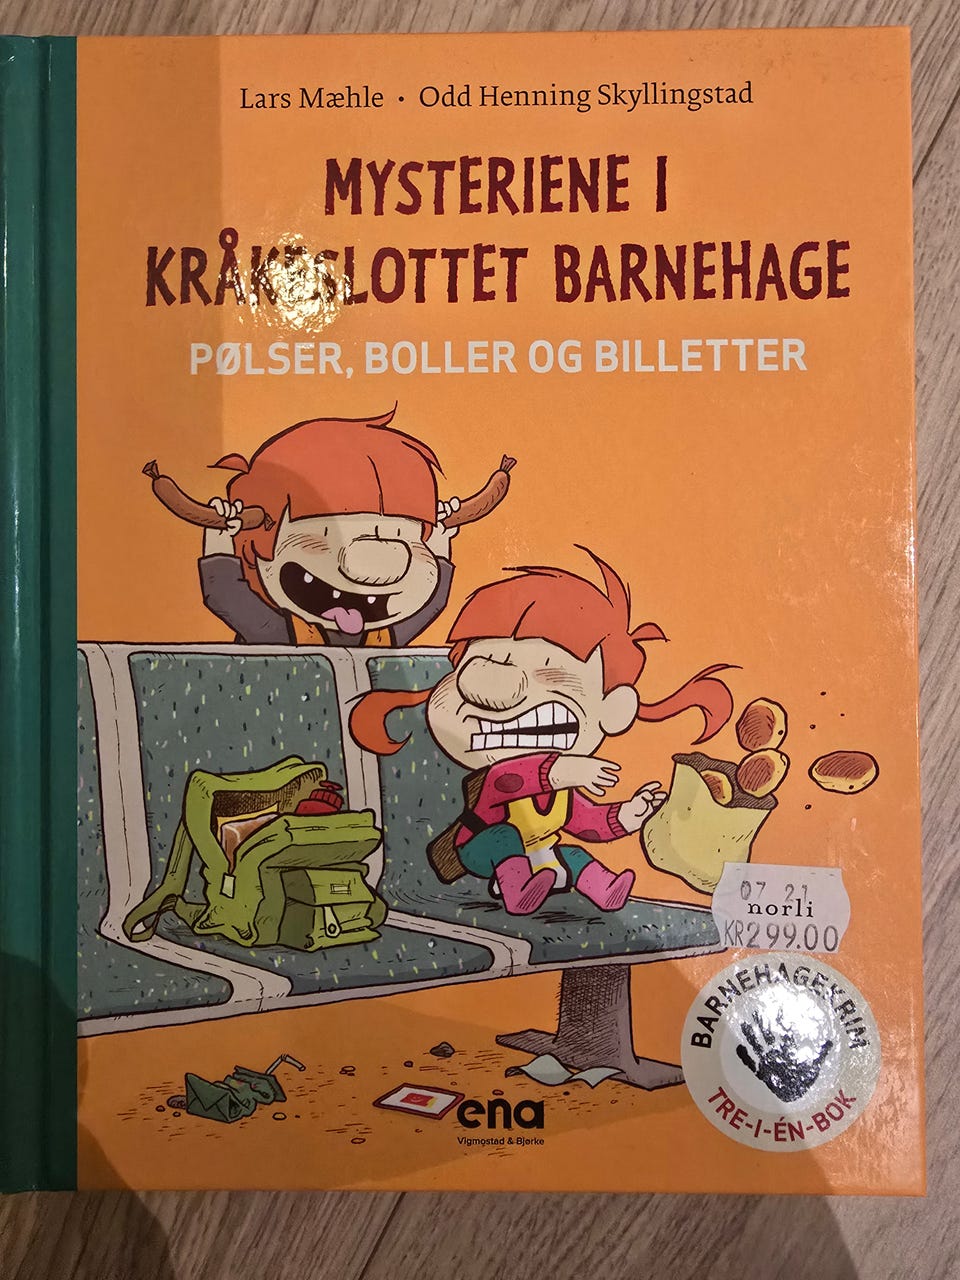 Lars Mæhle • Odd Henning Skyllingstad
MYSTERIENE I
KRÅKESLOTTET BARNEHAGE
PØLSER, BOLLER OG BILLETTER
07 21
norli
KR299.00
BARNEHAGEKRIM
TRE-I-ÉN-BOK
ena
Vigmostad & Bjørke